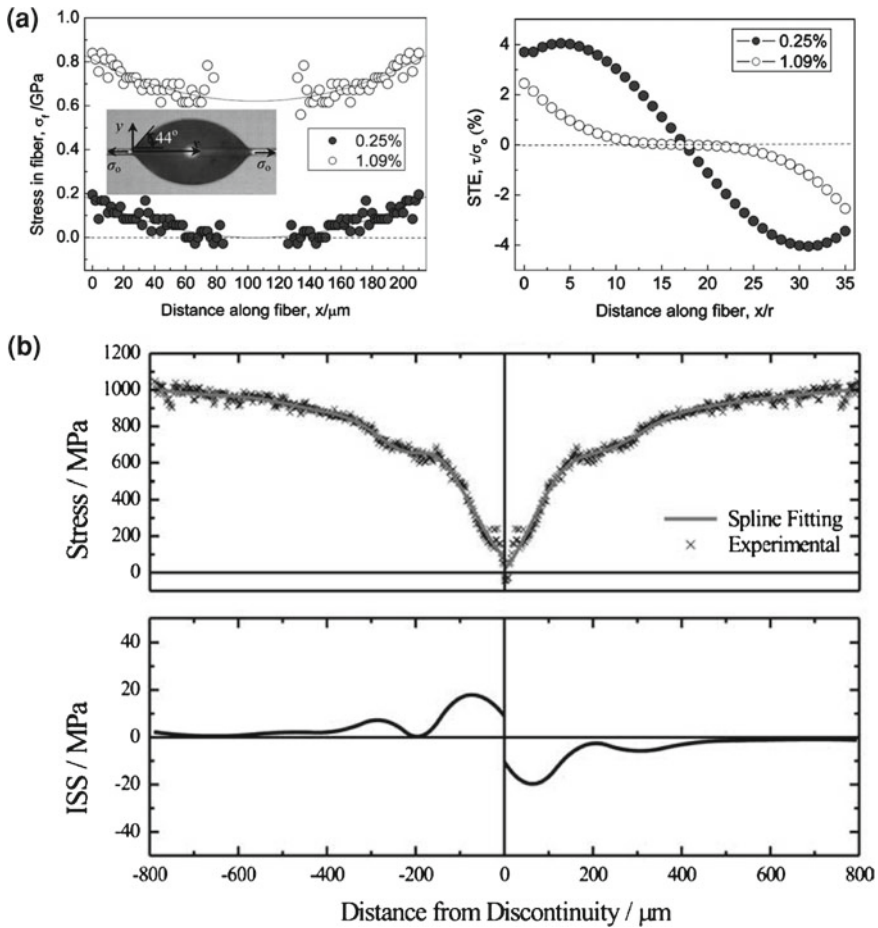 (a)
Stress in fiber, σf /GPa
1.0
0.8
0.6
0.4
0.2
0.0
y
44°
x
σo
σo
0.25%
1.09%
0 20 40 60 80 100 120 140 160 180 200
Distance along fiber, x/μm
STE, τ/σo (%)
4
2
0
-2
-4
0.25%
1.09%
0 5 10 15 20 25 30 35
Distance along fiber, x/r
(b)
Stress / MPa
1200
1000
800
600
400
200
0
Spline Fitting
Experimental
ISS / MPa
40
20
0
-20
-40
-800 -600 -400 -200 0 200 400 600 800
Distance from Discontinuity / μm